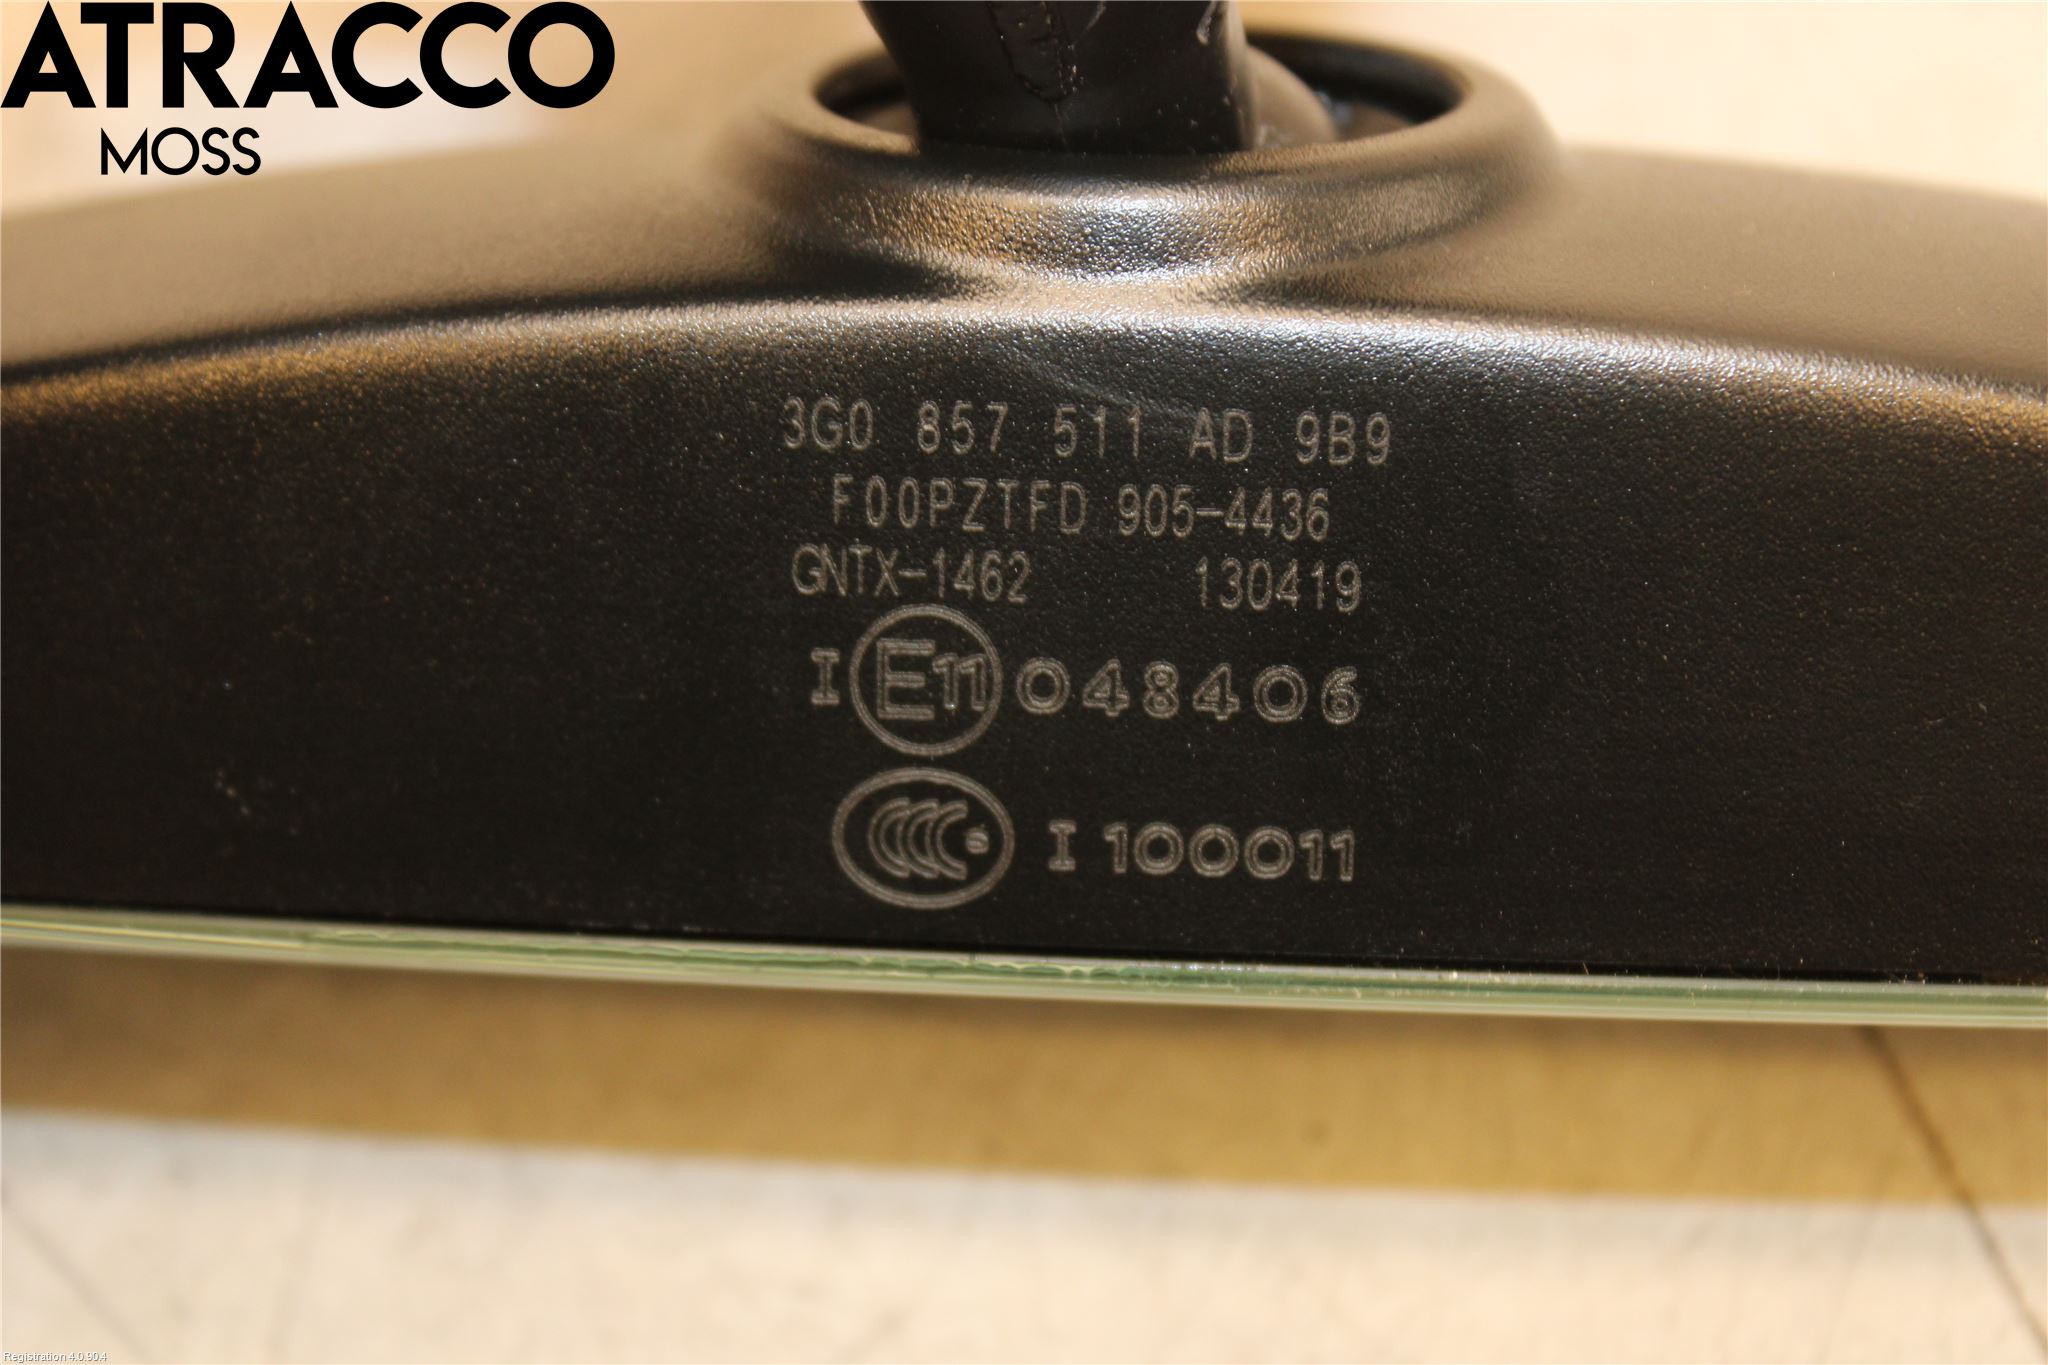 ATRACCO
MOSS
3G0 857 511 AD 9B9
F00PZTFD 905-4436
GNTX-1462 130419
I E11 048406
CCC S I 100011
Registration 4.0.90.4